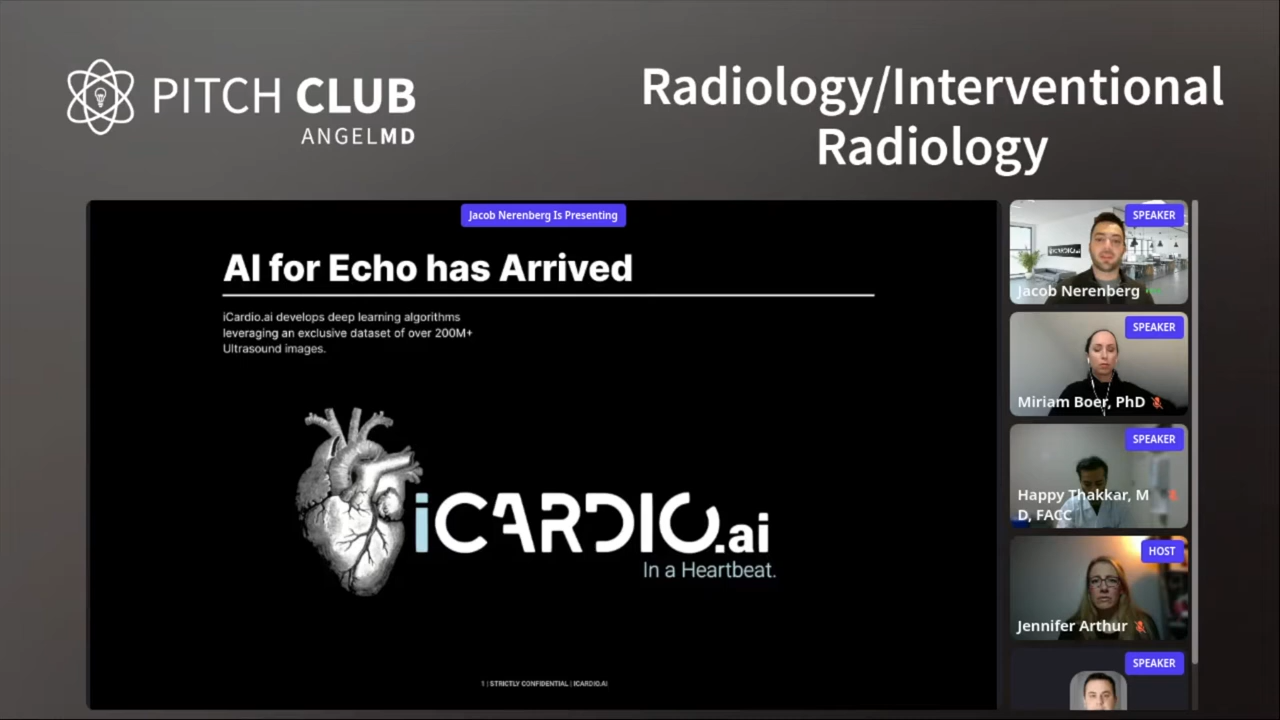 PITCH CLUB
ANGELMD
Radiology/Interventional
Radiology
Jacob Nerenberg Is Presenting
AI for Echo has Arrived
iCardio.ai develops deep learning algorithms
leveraging an exclusive dataset of over 200M+
Ultrasound images.
iCARDIO.ai
In a Heartbeat.
1 | STRICTLY CONFIDENTIAL | ICARDIO.AI
SPEAKER
iCARDIO.ai
Jacob Nerenberg
SPEAKER
Miriam Boer, PhD
SPEAKER
Happy Thakkar, M
D, FACC
HOST
Jennifer Arthur
SPEAKER